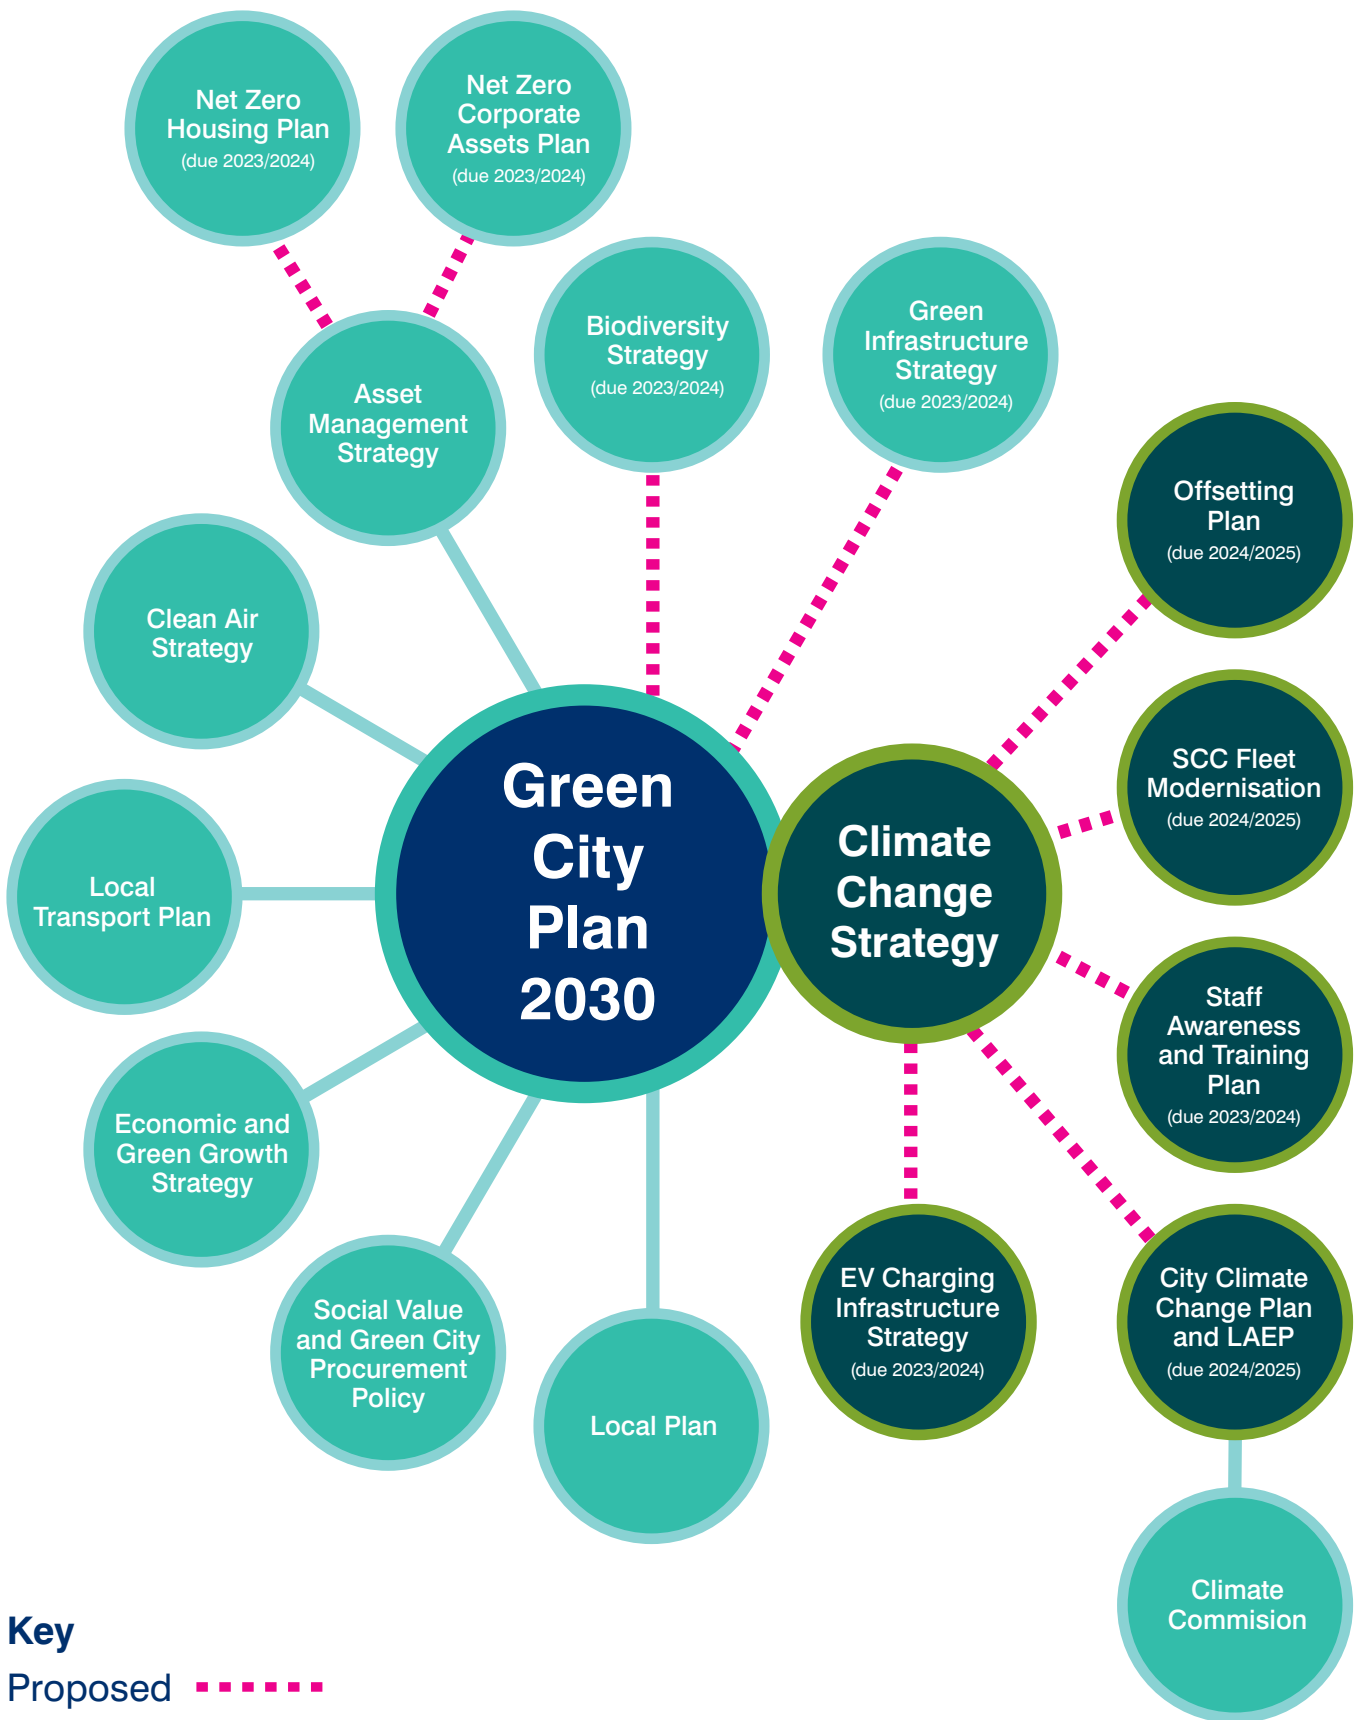 Net Zero
Housing Plan
(due 2023/2024)
Net Zero
Corporate
Assets Plan
(due 2023/2024)
Biodiversity
Strategy
(due 2023/2024)
Green
Infrastructure
Strategy
(due 2023/2024)
Asset
Management
Strategy
Offsetting
Plan
(due 2024/2025)
Clean Air
Strategy
SCC Fleet
Modernisation
(due 2024/2025)
Green
City
Plan
2030
Climate
Change
Strategy
Local
Transport Plan
Staff
Awareness
and Training
Plan
(due 2023/2024)
Economic and
Green Growth
Strategy
EV Charging
Infrastructure
Strategy
(due 2023/2024)
City Climate
Change Plan
and LAEP
(due 2024/2025)
Social Value
and Green City
Procurement
Policy
Local Plan
Climate
Commision
Key
Proposed